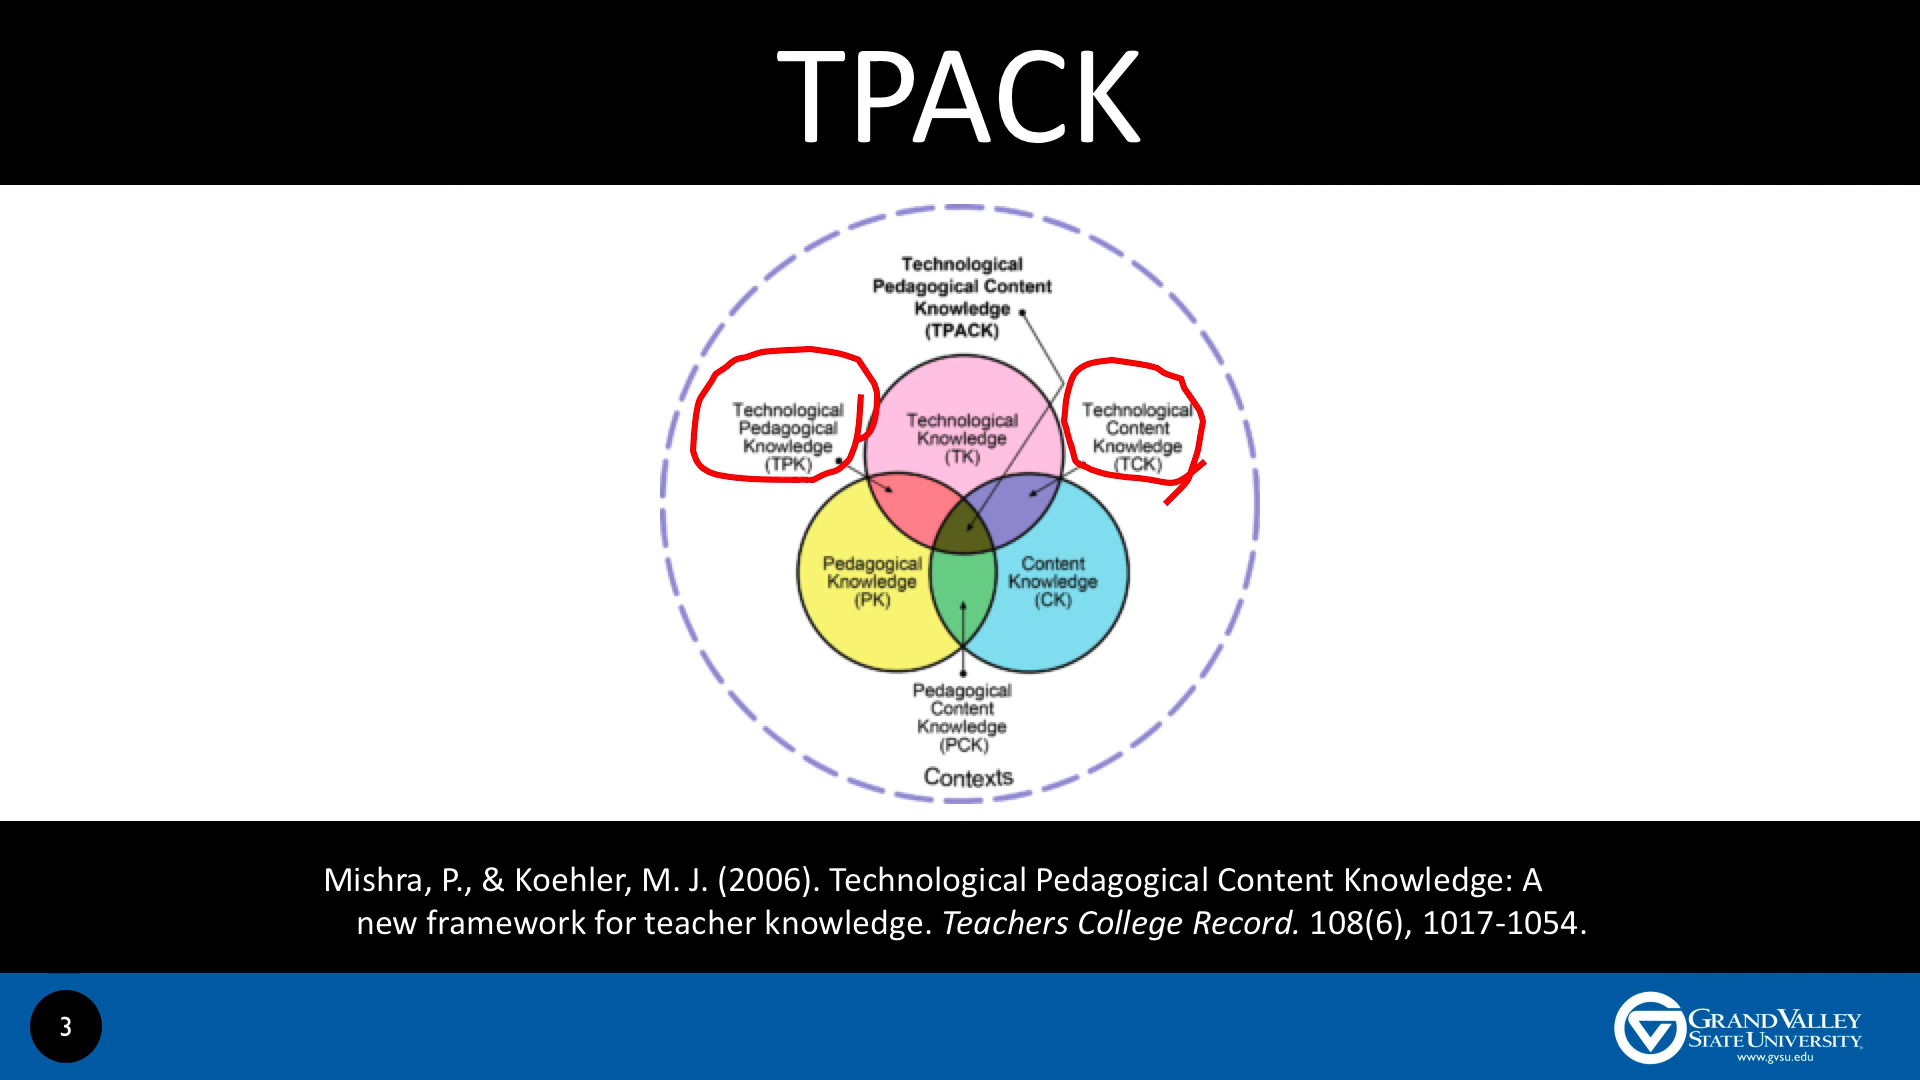 TPACK
Technological
Pedagogical Content
Knowledge
(TPACK)
Technological
Pedagogical
Knowledge
(TPK)
Technological
Knowledge
(TK)
Technological
Content
Knowledge
(TCK)
Pedagogical
Knowledge
(PK)
Content
Knowledge
(CK)
Pedagogical
Content
Knowledge
(PCK)
Contexts
Mishra, P., & Koehler, M. J. (2006). Technological Pedagogical Content Knowledge: A
new framework for teacher knowledge. Teachers College Record. 108(6), 1017-1054.
3
GRAND VALLEY
STATE UNIVERSITY
www.gvsu.edu